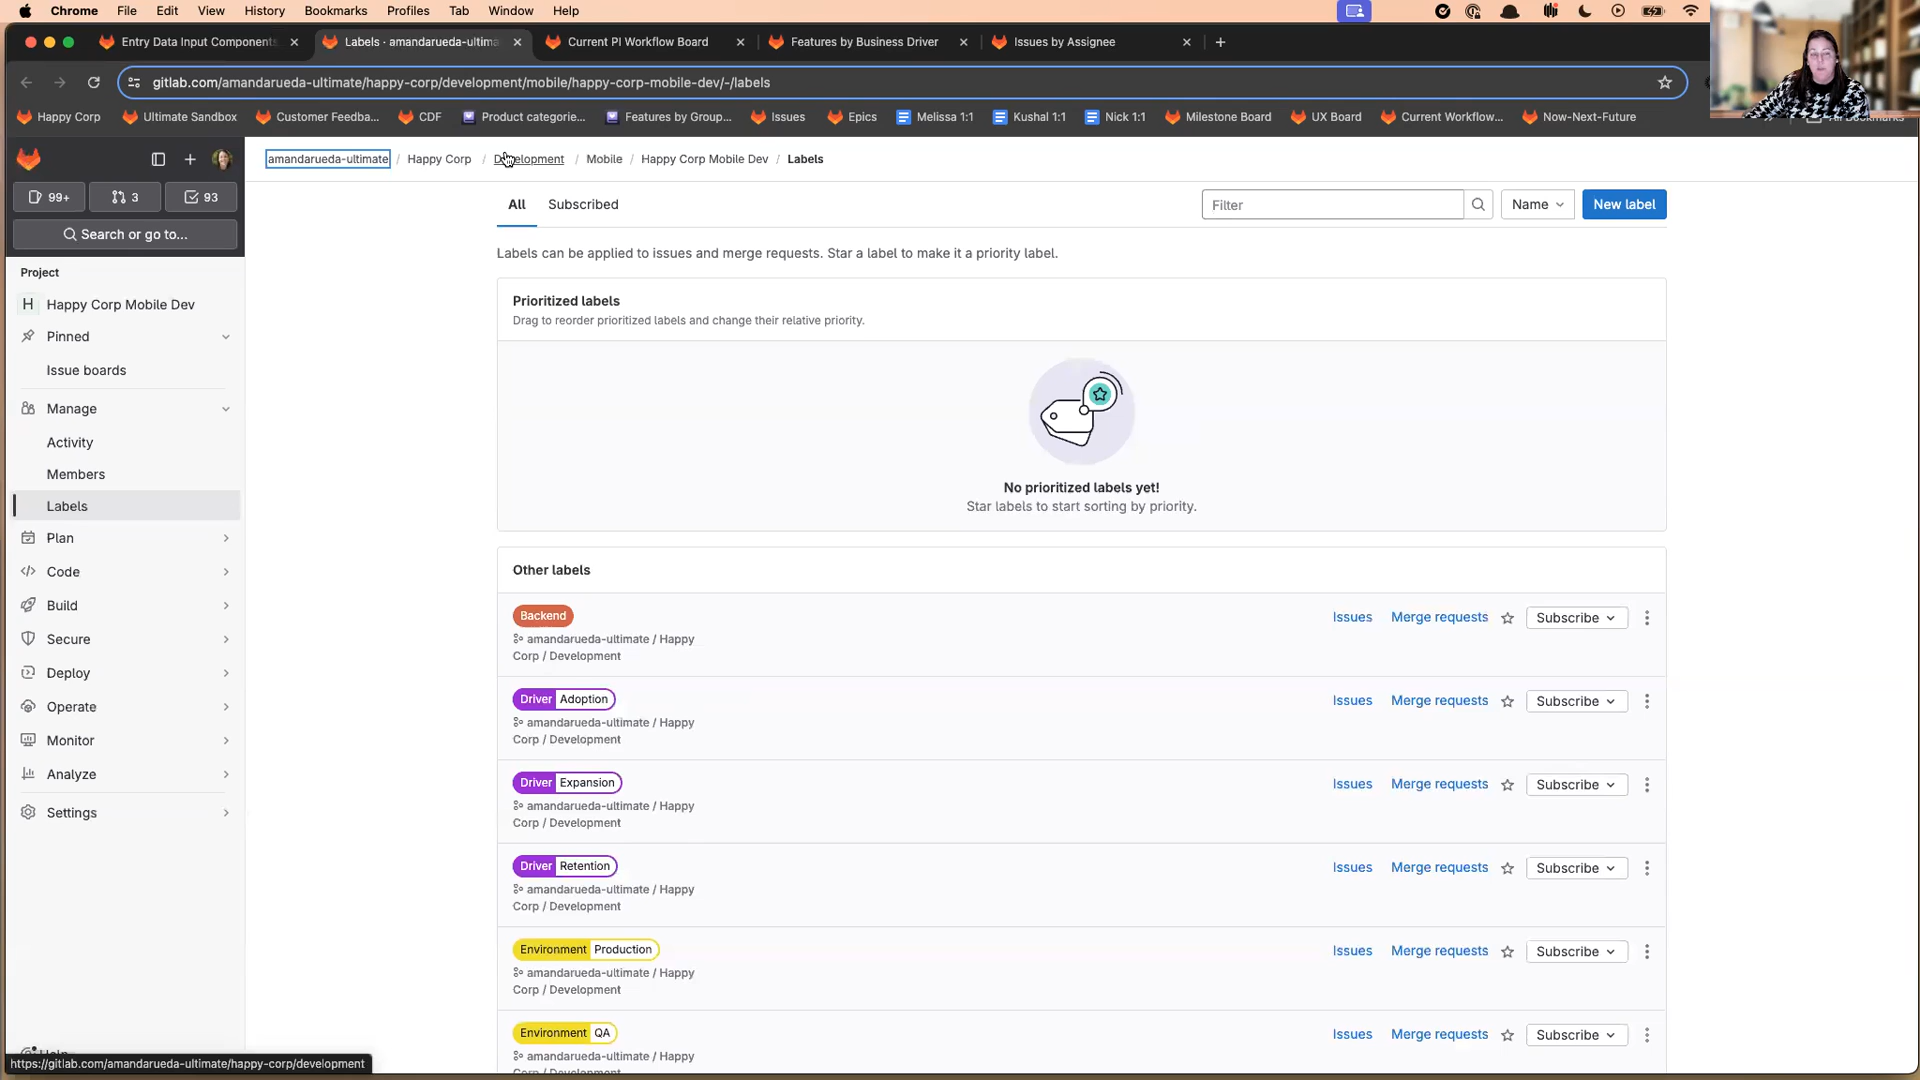 Chrome File Edit View History Bookmarks Profiles Tab Window Help
Entry Data Input Components Labels · amandarueda-ultima Current PI Workflow Board Features by Business Driver Issues by Assignee
gitlab.com/amandarueda-ultimate/happy-corp/development/mobile/happy-corp-mobile-dev/-/labels
Happy Corp Ultimate Sandbox Customer Feedba... CDF Product categorie... Features by Group... Issues Epics Melissa 1:1 Kushal 1:1 Nick 1:1 Milestone Board UX Board Current Workflow... Now-Next-Future All Bookmarks
amandarueda-ultimate / Happy Corp / Development / Mobile / Happy Corp Mobile Dev / Labels
99+ 3 93
Search or go to...
Project
Happy Corp Mobile Dev
H
Pinned
Issue boards
Manage
Activity
Members
Labels
Plan
Code
Build
Secure
Deploy
Operate
Monitor
Analyze
Settings
Help
https://gitlab.com/amandarueda-ultimate/happy-corp/development
All Subscribed Filter Name New label
Labels can be applied to issues and merge requests. Star a label to make it a priority label.
Prioritized labels
Drag to reorder prioritized labels and change their relative priority.
No prioritized labels yet!
Star labels to start sorting by priority.
Other labels
Backend Issues Merge requests Subscribe
amandarueda-ultimate / Happy
Corp / Development
Driver Adoption Issues Merge requests Subscribe
amandarueda-ultimate / Happy
Corp / Development
Driver Expansion Issues Merge requests Subscribe
amandarueda-ultimate / Happy
Corp / Development
Driver Retention Issues Merge requests Subscribe
amandarueda-ultimate / Happy
Corp / Development
Environment Production Issues Merge requests Subscribe
amandarueda-ultimate / Happy
Corp / Development
Environment QA Issues Merge requests Subscribe
amandarueda-ultimate / Happy
Corp / Development